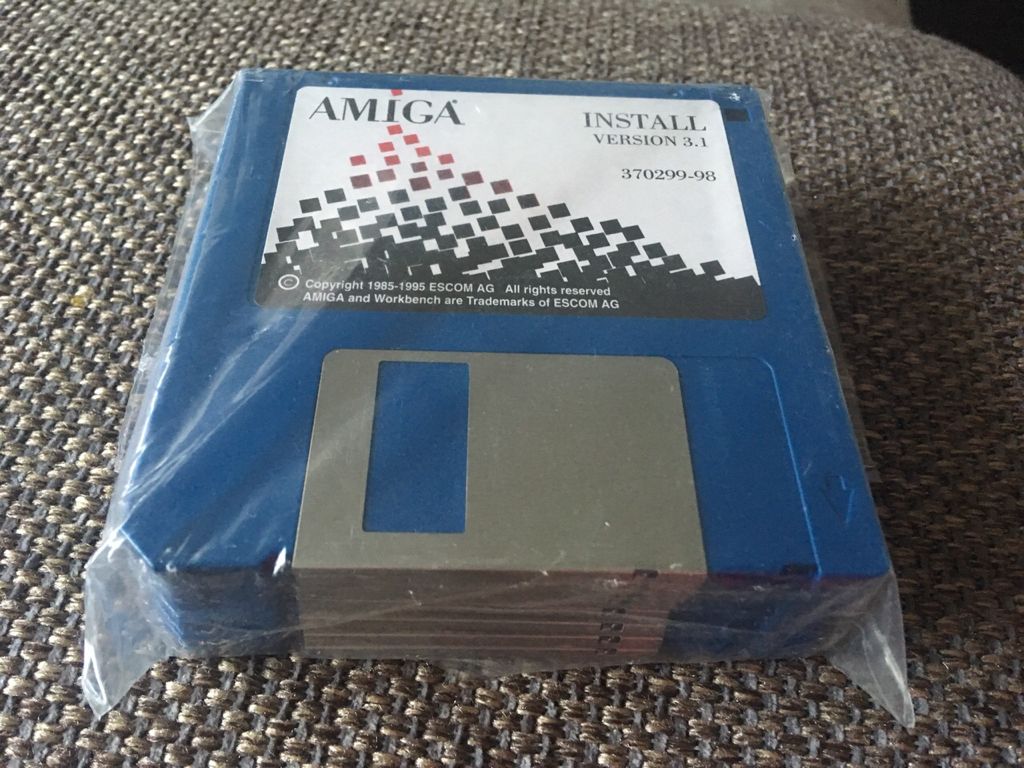 AMIGA
INSTALL
VERSION 3.1
370299-98
© Copyright 1985-1995 ESCOM AG All rights reserved
AMIGA and Workbench are Trademarks of ESCOM AG